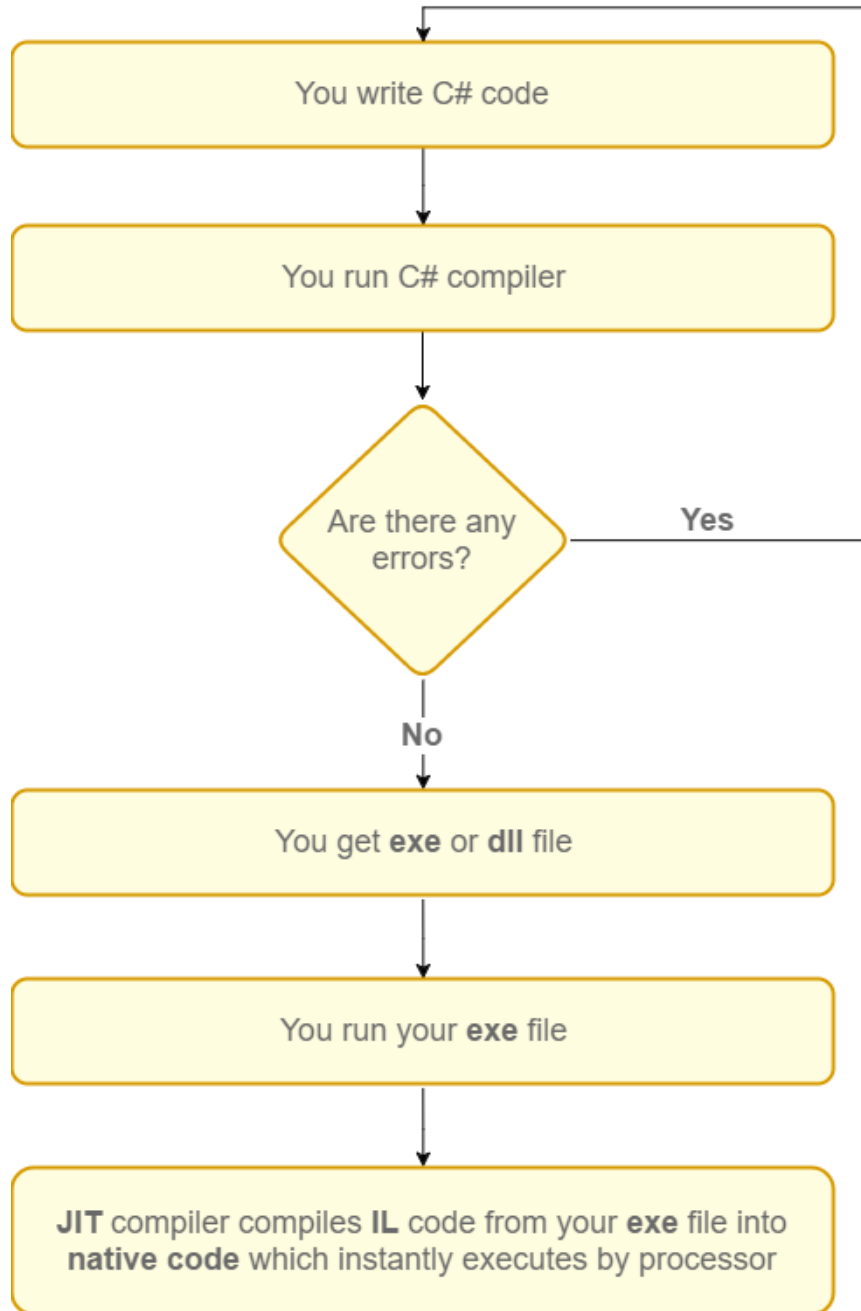 You write C# code
You run C# compiler
Are there any
errors?
Yes
No
You get exe or dll file
You run your exe file
JIT compiler compiles IL code from your exe file into
native code which instantly executes by processor